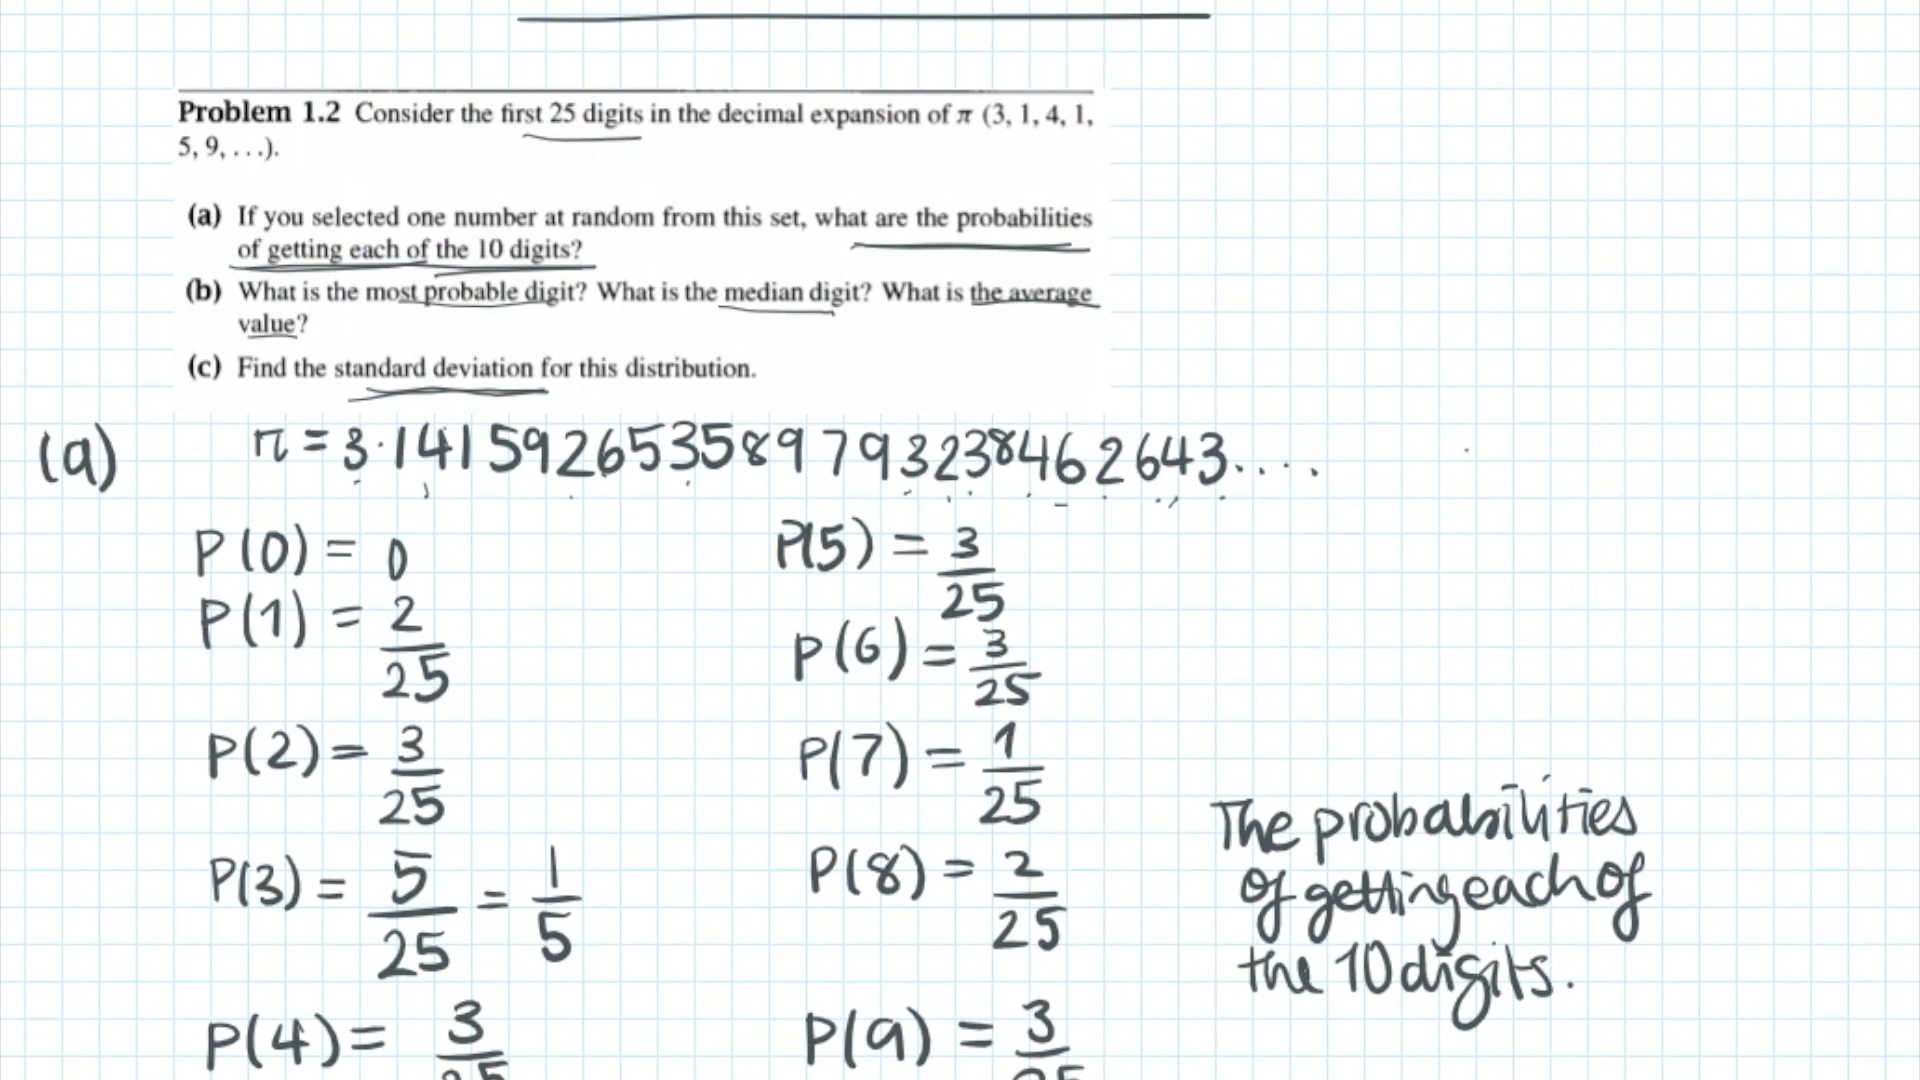 Problem 1.2 Consider the first 25 digits in the decimal expansion of π (3, 1, 4, 1,
5, 9, . . .).
(a) If you selected one number at random from this set, what are the probabilities
of getting each of the 10 digits?
(b) What is the most probable digit? What is the median digit? What is the average
value?
(c) Find the standard deviation for this distribution.
(a) π = 3.141592653589793238462643....
P(0) = 0
P(1) = 2/25
P(2) = 3/25
P(3) = 5/25 = 1/5
P(4) = 3/25
P(5) = 3/25
P(6) = 3/25
P(7) = 1/25
P(8) = 2/25
P(9) = 3/25
The probabilities
of getting each of
the 10 digits.